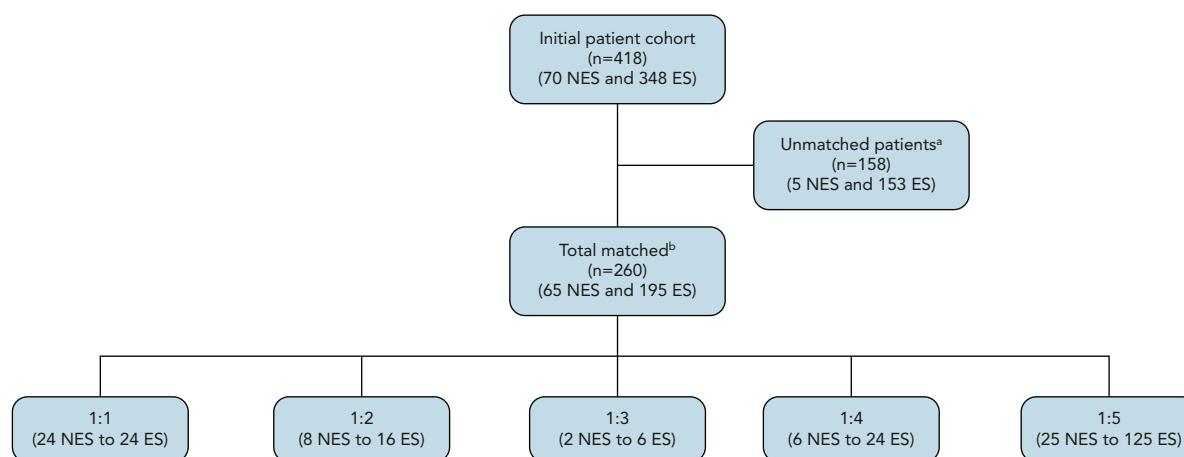 Initial patient cohort
(n=418)
(70 NES and 348 ES)
Unmatched patientsᵃ
(n=158)
(5 NES and 153 ES)
Total matchedᵇ
(n=260)
(65 NES and 195 ES)
1:1
(24 NES to 24 ES)
1:2
(8 NES to 16 ES)
1:3
(2 NES to 6 ES)
1:4
(6 NES to 24 ES)
1:5
(25 NES to 125 ES)